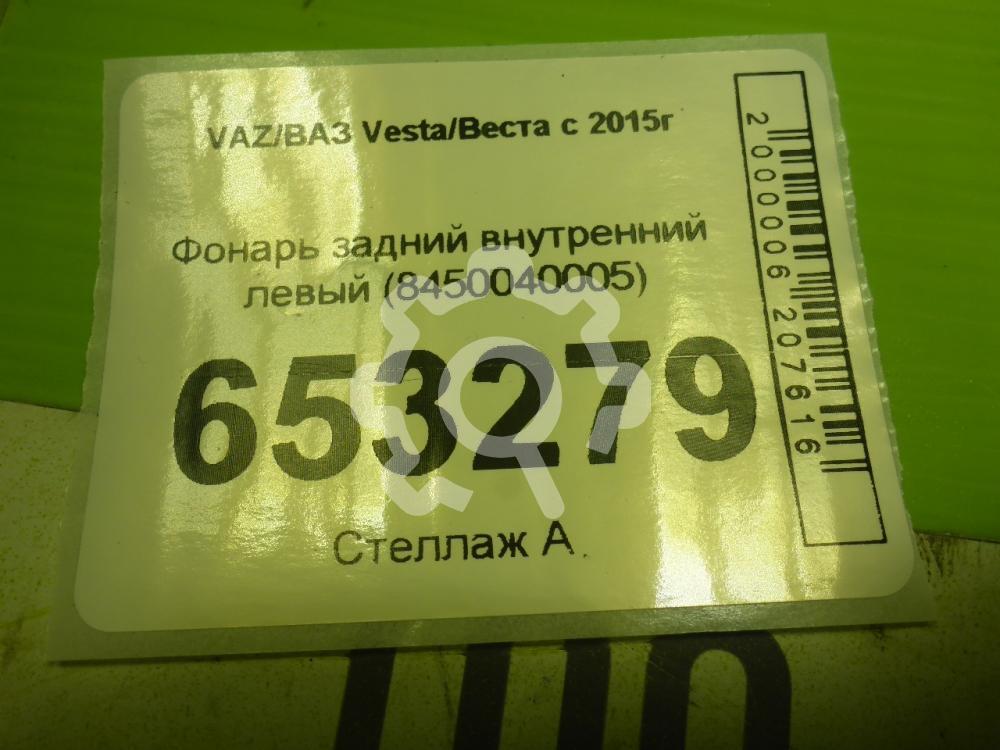 VAZ/ВАЗ Vesta/Веста с 2015г
Фонарь задний внутренний
левый (8450040005)
653279
Стеллаж А
2000006207616